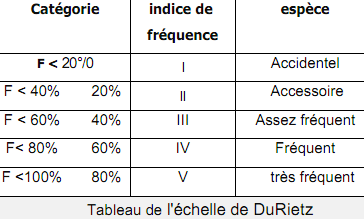 Catégorie indice de fréquence espèce
F < 20°/0 I Accidentel
F < 40% 20% II Accessoire
F < 60% 40% III Assez fréquent
F< 80% 60% IV Fréquent
F <100% 80% V très fréquent
Tableau de l'échelle de DuRietz